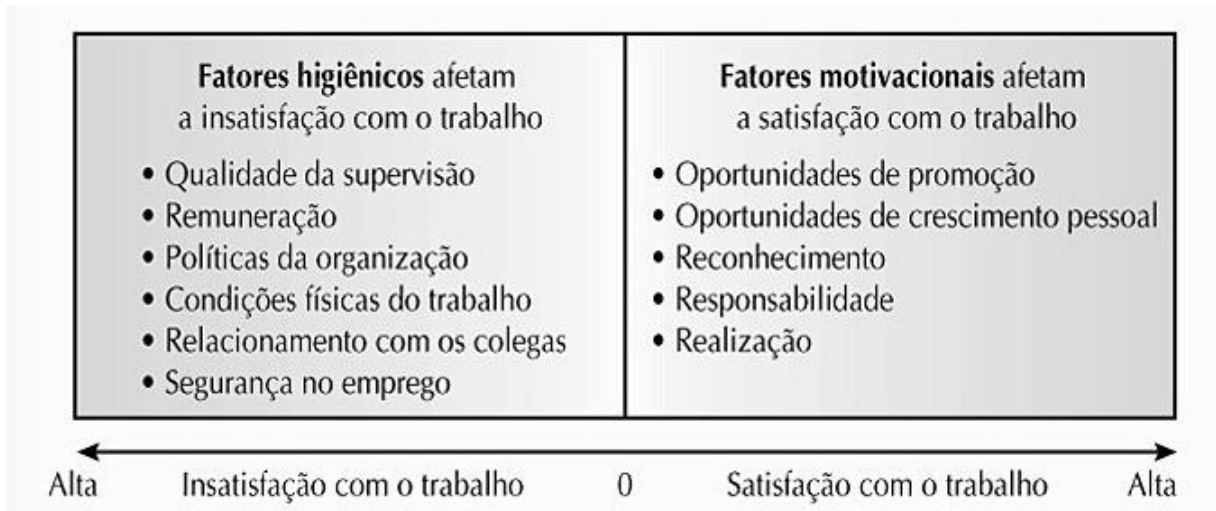 Fatores higiênicos afetam
a insatisfação com o trabalho
• Qualidade da supervisão
• Remuneração
• Políticas da organização
• Condições físicas do trabalho
• Relacionamento com os colegas
• Segurança no emprego
Fatores motivacionais afetam
a satisfação com o trabalho
• Oportunidades de promoção
• Oportunidades de crescimento pessoal
• Reconhecimento
• Responsabilidade
• Realização
Alta Insatisfação com o trabalho 0 Satisfação com o trabalho Alta